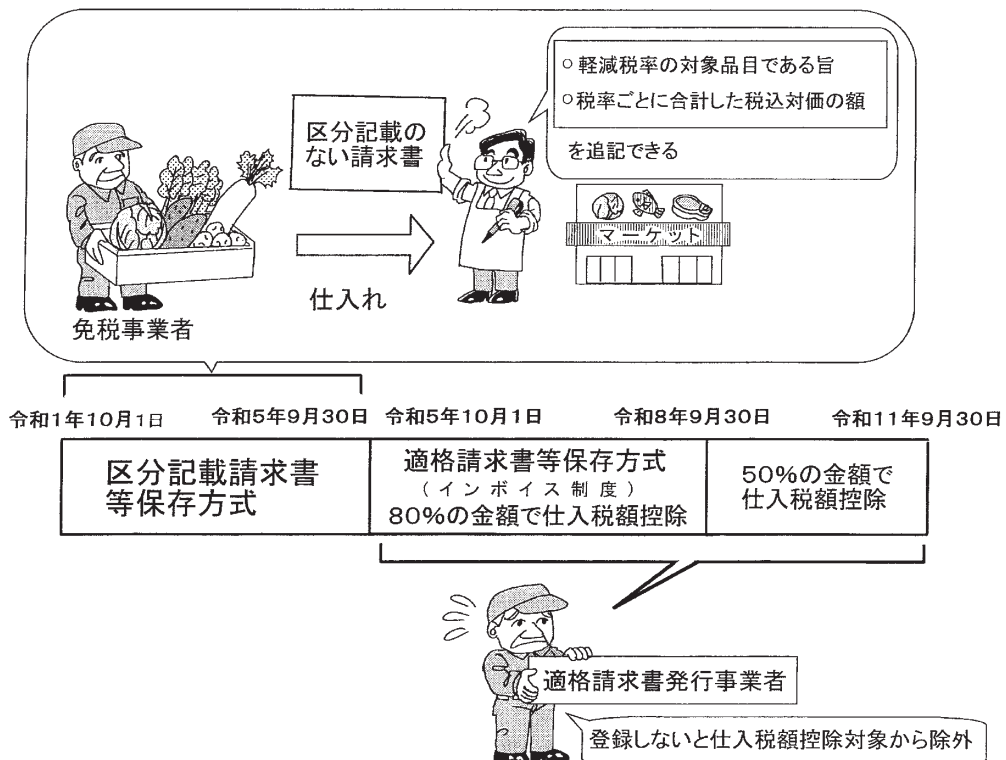 ○ 軽減税率の対象品目である旨
○税率ごとに合計した税込対価の額
を追記できる
区分記載の
ない請求書
マーケット
仕入れ
免税事業者
令和1年10月1日 令和5年9月30日 令和5年10月1日 令和8年9月30日 令和11年9月30日
区分記載請求書
等保存方式
適格請求書等保存方式
(インボイス制度)
80%の金額で仕入税額控除
50%の金額で
仕入税額控除
適格請求書発行事業者
登録しないと仕入税額控除対象から除外